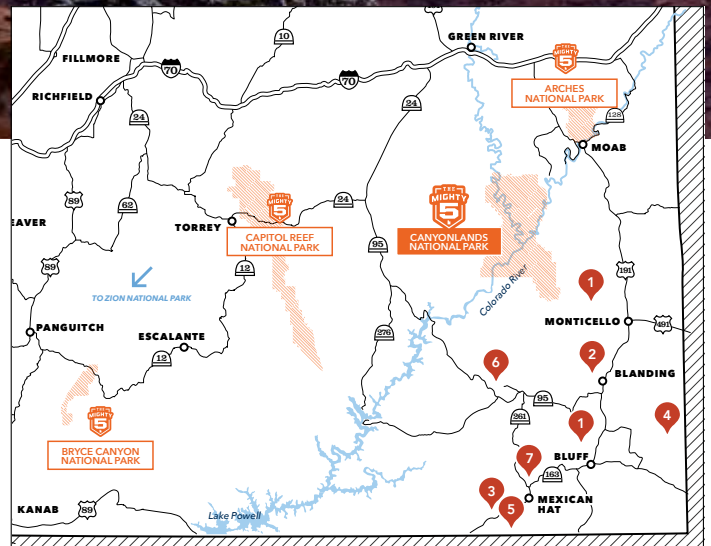 10
GREEN RIVER
THE
MIGHTY
5
FILLMORE
70
70
ARCHES
NATIONAL PARK
RICHFIELD
24
24
128
MOAB
89
62
TORREY
THE
MIGHTY
5
24
THE
MIGHTY
5
CAPITOL REEF
NATIONAL PARK
CANYONLANDS
NATIONAL PARK
EAVER
95
12
89
TO ZION NATIONAL PARK
191
Colorado River
1
PANGUITCH
ESCALANTE
276
MONTICELLO
491
12
6
2
BLANDING
95
THE
MIGHTY
5
261
1
4
BRYCE CANYON
NATIONAL PARK
7
BLUFF
163
3
5
MEXICAN
HAT
KANAB
89
Lake Powell